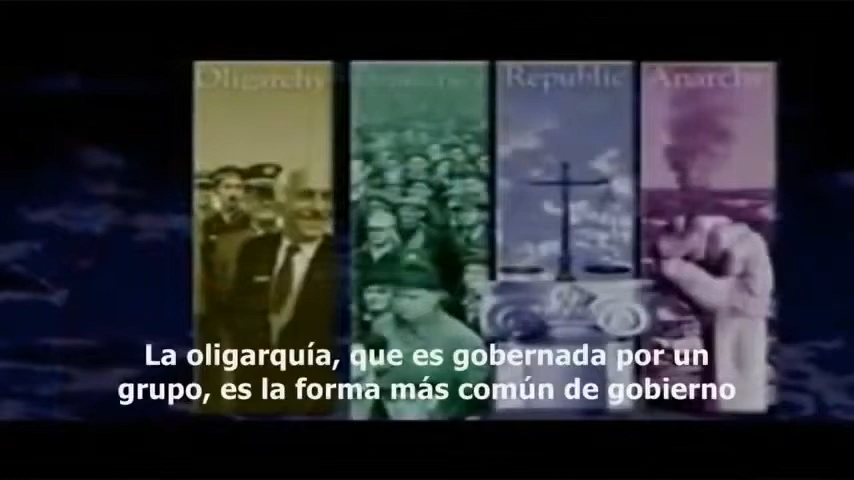 Oligarchy
Republic
Anarchy
La oligarquía, que es gobernada por un
grupo, es la forma más común de gobierno